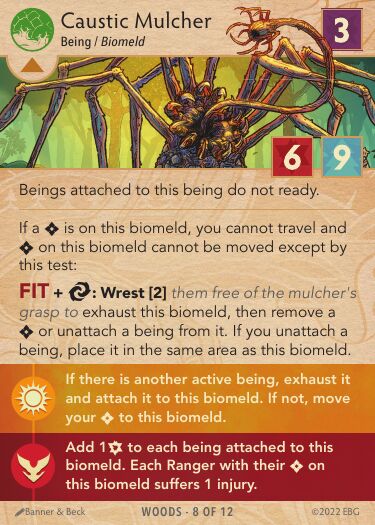 Caustic Mulcher
3
Being / Biomeld
6 9
Beings attached to this being do not ready.
If a is on this biomeld, you cannot travel and
on this biomeld cannot be moved except by
this test:
FIT + : Wrest [2] them free of the mulcher's
grasp to exhaust this biomeld, then remove a
or unattach a being from it. If you unattach a
being, place it in the same area as this biomeld.
If there is another active being, exhaust it
and attach it to this biomeld. If not, move
your to this biomeld.
Add 1 to each being attached to this
biomeld. Each Ranger with their on
this biomeld suffers 1 injury.
Banner & Beck WOODS · 8 OF 12 ©2022 EBG